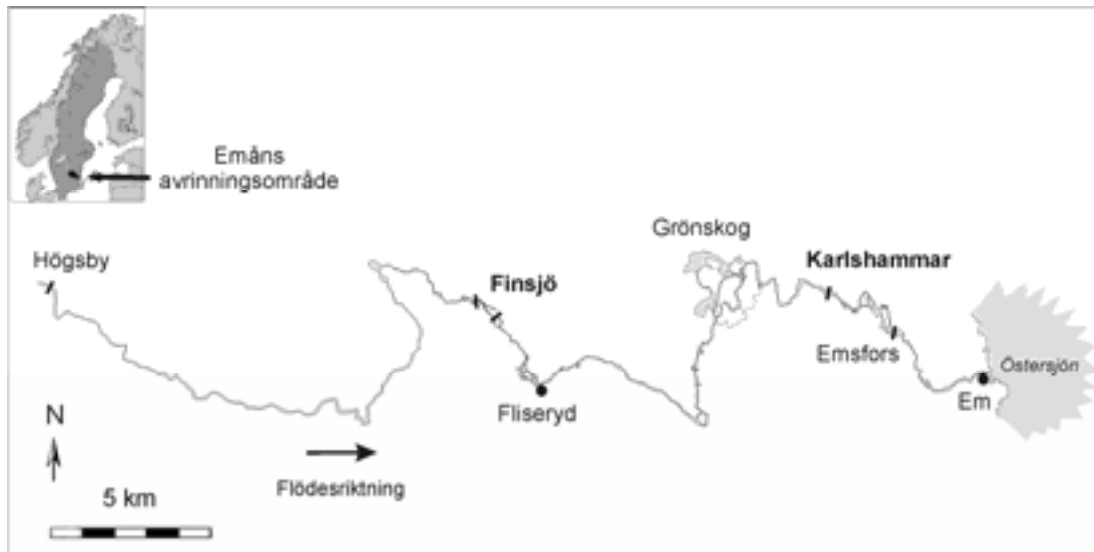 Emåns
avrinningsområde
Högsby
Finsjö
Grönskog
Karlshammar
Emsfors
Östersjön
Em
Fliseryd
N
Flödesriktning
5 km